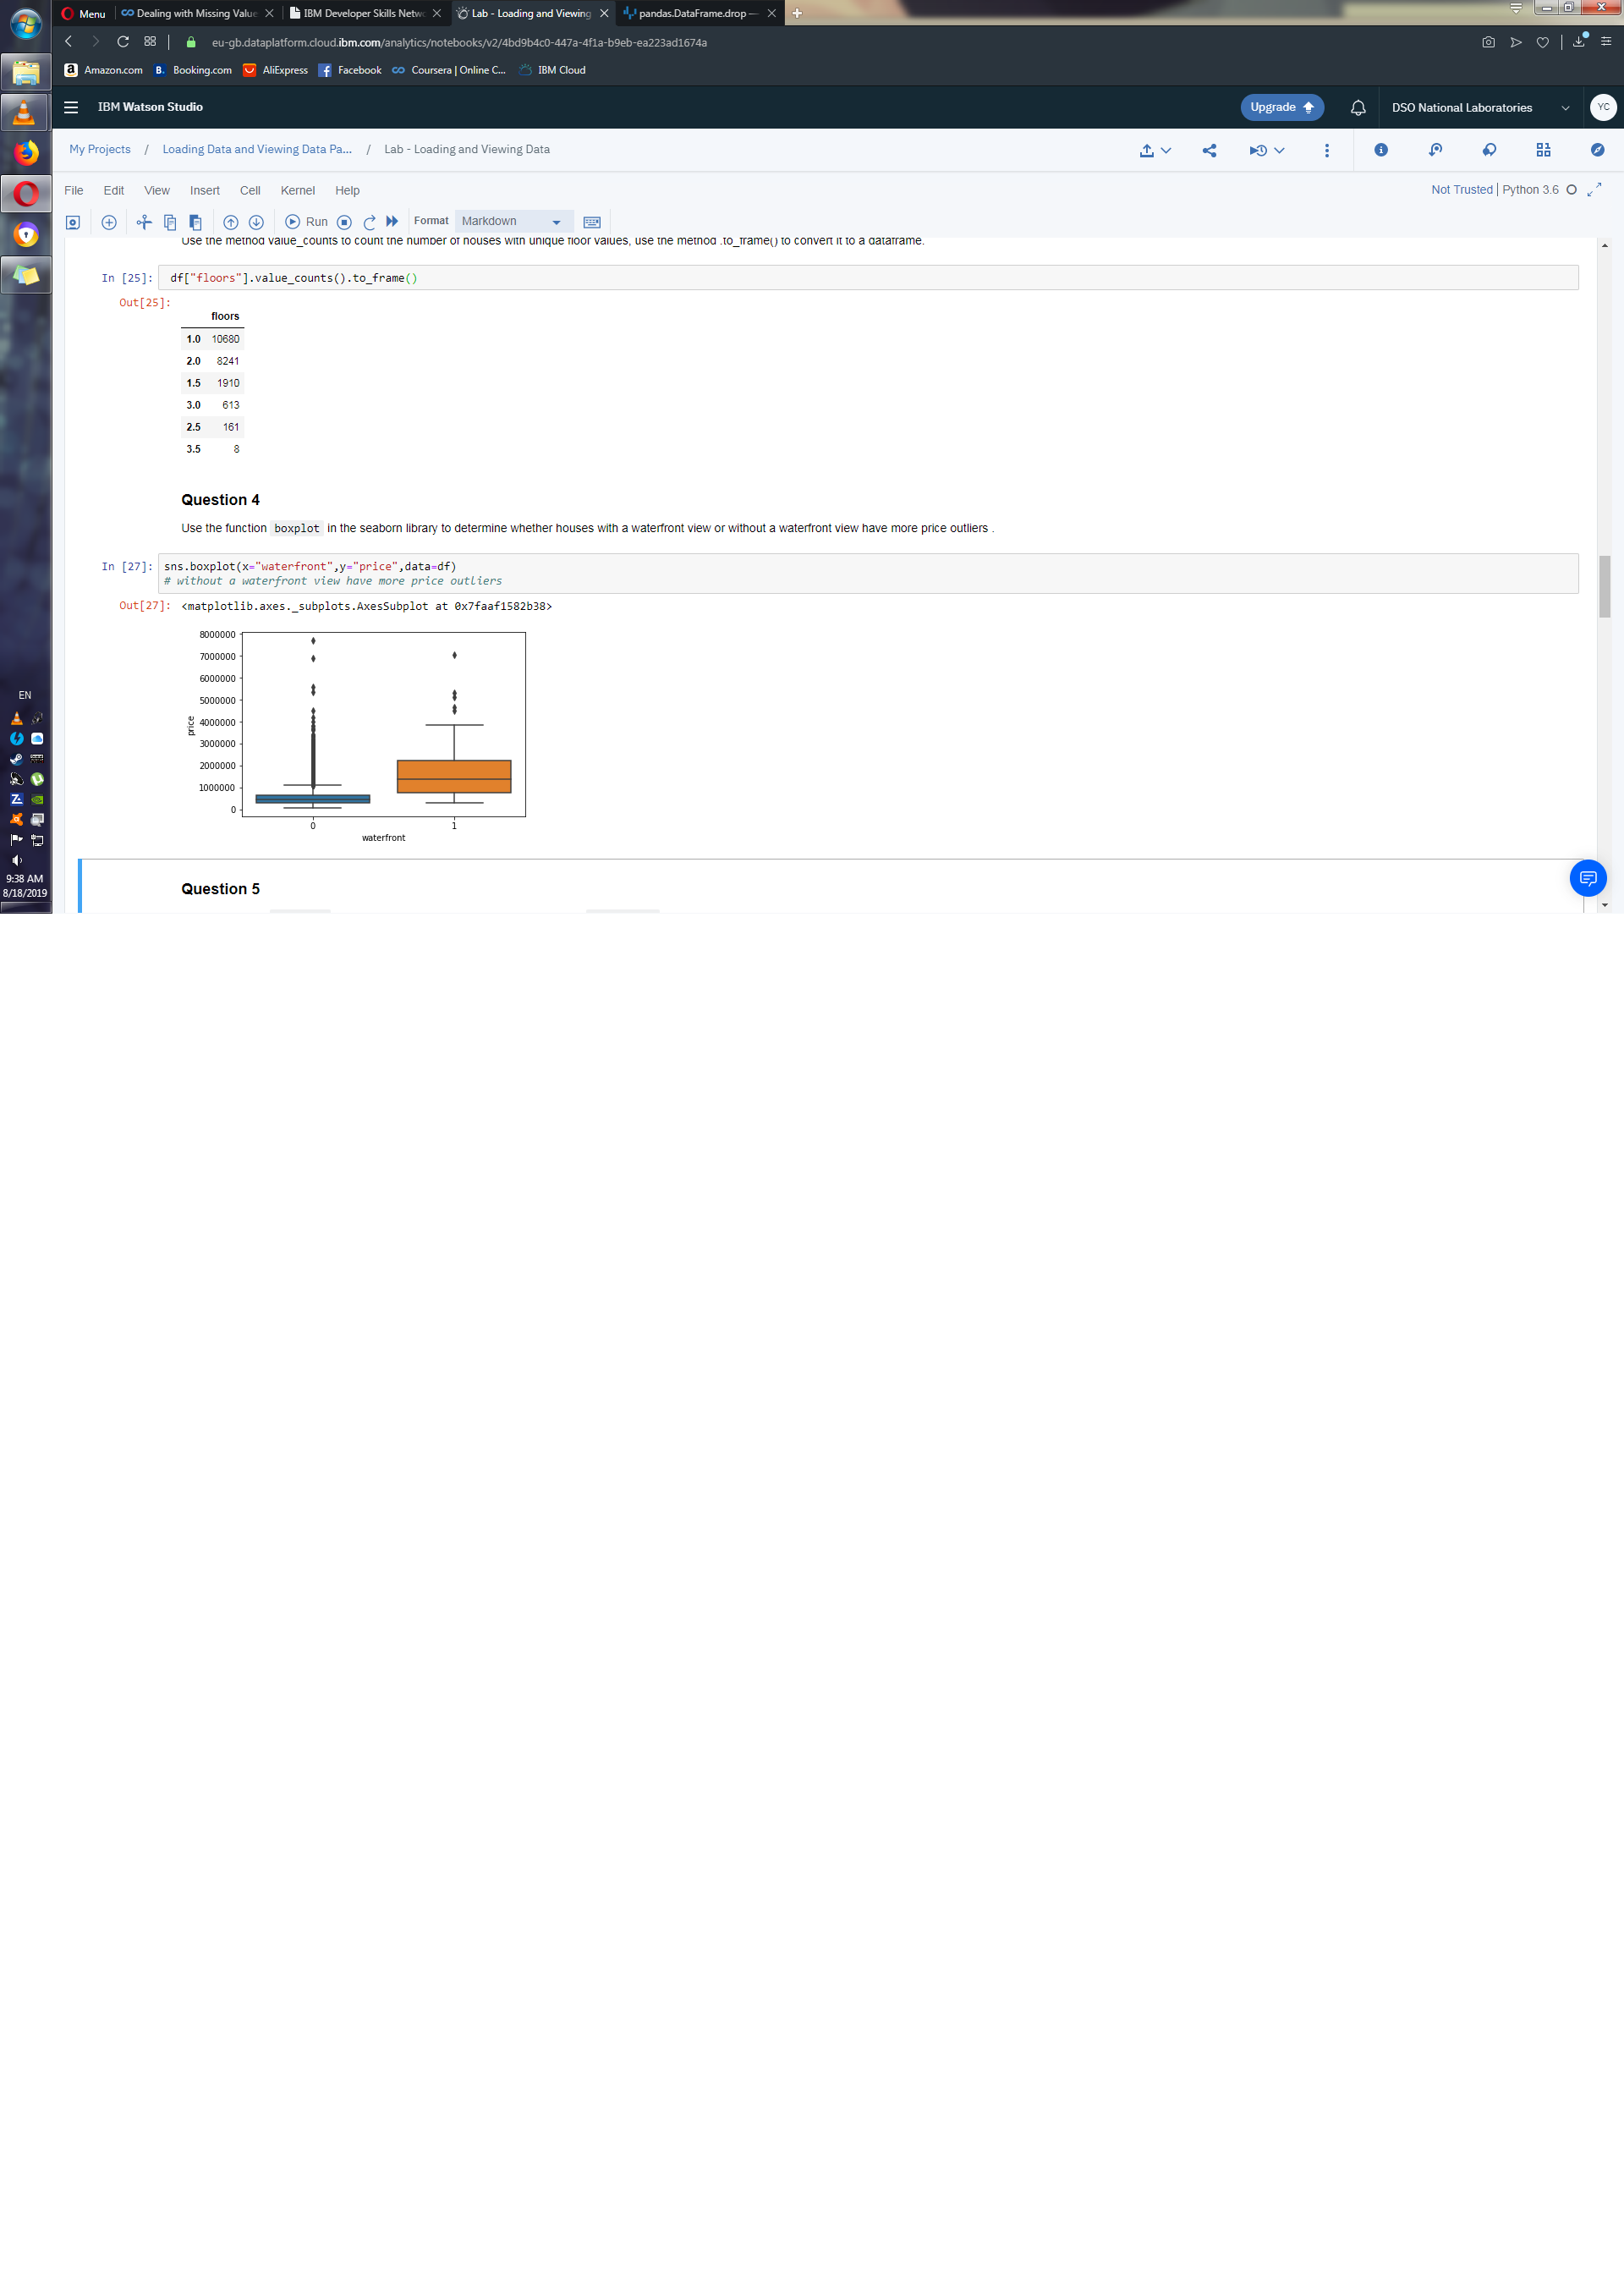 Menu
Dealing with Missing Value
IBM Developer Skills Netwo
Lab - Loading and Viewing
pandas.DataFrame.drop —
eu-gb.dataplatform.cloud.ibm.com/analytics/notebooks/v2/4bd9b4c0-447a-4f1a-b9eb-ea223ad1674a
Amazon.com
Booking.com
AliExpress
Facebook
Coursera | Online C...
IBM Cloud
IBM Watson Studio
Upgrade
DSO National Laboratories
YC
My Projects / Loading Data and Viewing Data Pa... / Lab - Loading and Viewing Data
File Edit View Insert Cell Kernel Help
Not Trusted | Python 3.6
Run
Format
Markdown
Use the method value_counts to count the number of houses with unique floor values, use the method .to_frame() to convert it to a dataframe.
In [25]: df["floors"].value_counts().to_frame()
Out[25]:
floors
1.0 10680
2.0 8241
1.5 1910
3.0 613
2.5 161
3.5 8
Question 4
Use the function boxplot in the seaborn library to determine whether houses with a waterfront view or without a waterfront view have more price outliers .
In [27]: sns.boxplot(x="waterfront",y="price",data=df)
# without a waterfront view have more price outliers
Out[27]: <matplotlib.axes._subplots.AxesSubplot at 0x7faaf1582b38>
8000000
7000000
6000000
5000000
4000000
3000000
2000000
1000000
0
price
0 1
waterfront
Question 5
EN
9:38 AM
8/18/2019